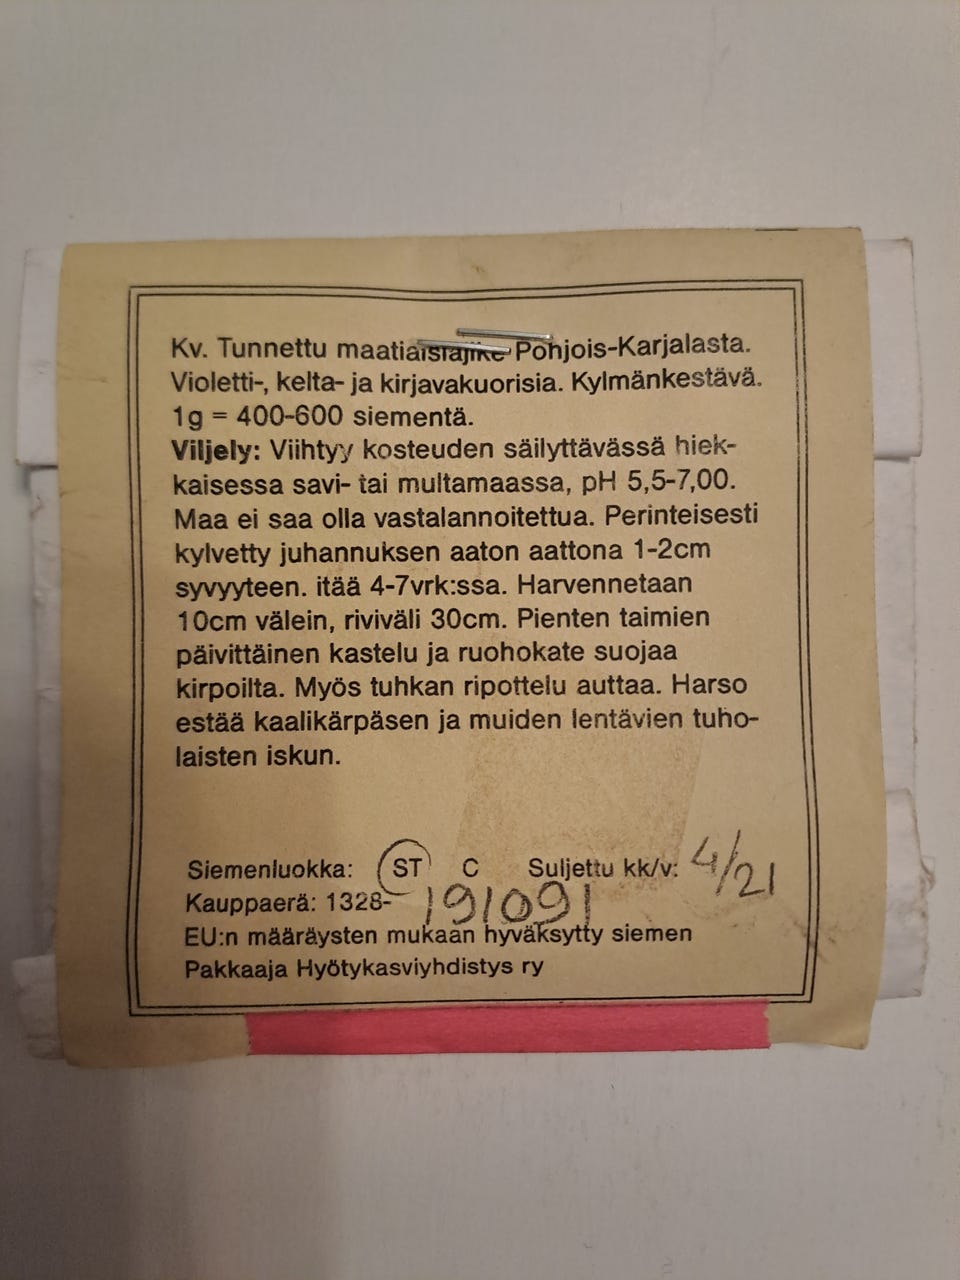 Kv. Tunnettu maatiaislajike Pohjois-Karjalasta.
Violetti-, kelta- ja kirjavakuorisia. Kylmänkestävä.
1g = 400-600 siementä.
Viljely: Viihtyy kosteuden säilyttävässä hiek-
kaisessa savi- tai multamaassa, pH 5,5-7,00.
Maa ei saa olla vastalannoitettua. Perinteisesti
kylvetty juhannuksen aaton aattona 1-2cm
syvyyteen. itää 4-7vrk:ssa. Harvennetaan
10cm välein, riviväli 30cm. Pienten taimien
päivittäinen kastelu ja ruohokate suojaa
kirpoilta. Myös tuhkan ripottelu auttaa. Harso
estää kaalikärpäsen ja muiden lentävien tuho-
laisten iskun.
Siemenluokka: ST C Suljettu kk/v: 4/21
Kauppaerä: 1328- 191091
EU:n määräysten mukaan hyväksytty siemen
Pakkaaja Hyötykasviyhdistys ry